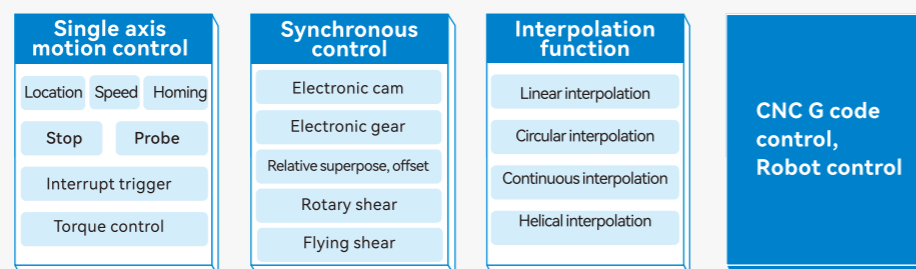 Single axis
motion control
Location Speed Homing
Stop Probe
Interrupt trigger
Torque control
Synchronous
control
Electronic cam
Electronic gear
Relative superpose, offset
Rotary shear
Flying shear
Interpolation
function
Linear interpolation
Circular interpolation
Continuous interpolation
Helical interpolation
CNC G code
control,
Robot control